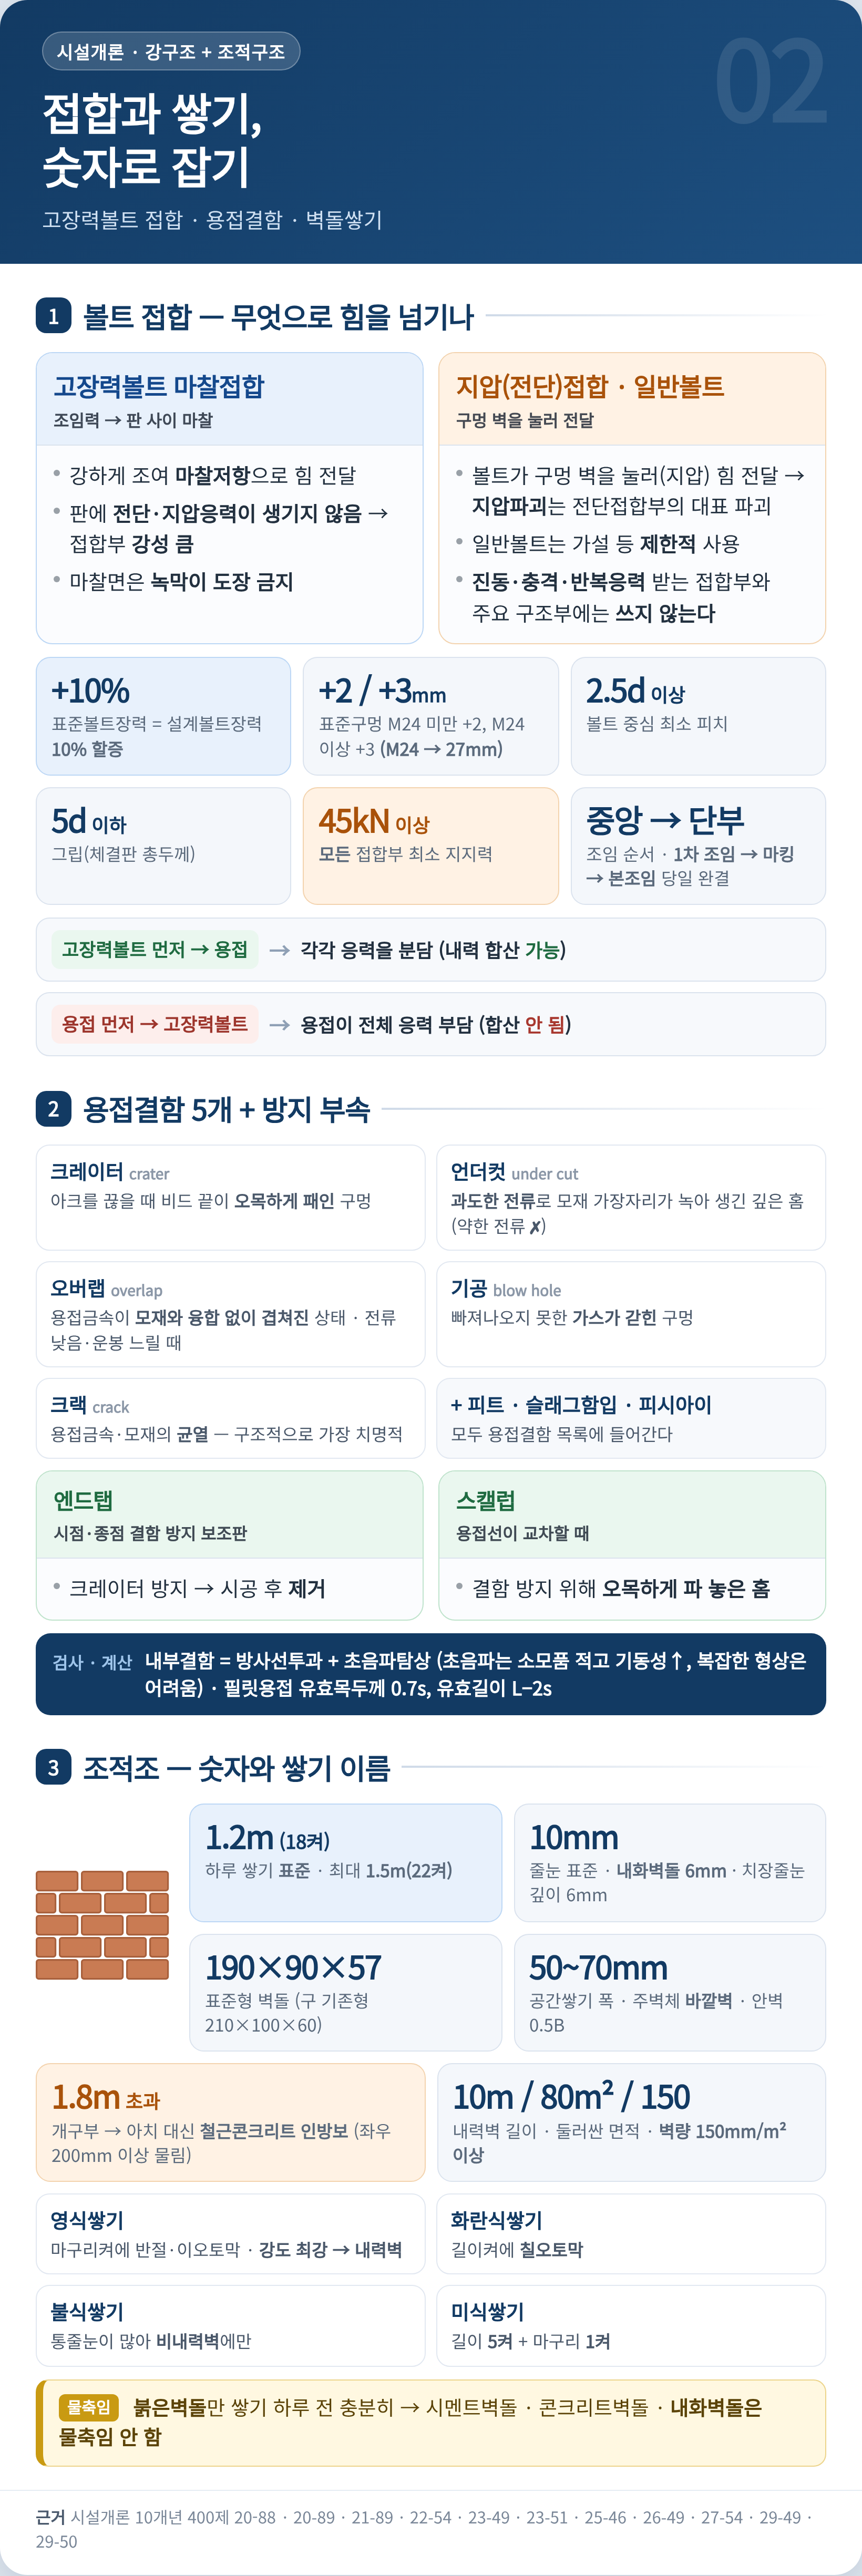 시설개론 · 강구조 + 조적구조
02
접합과 쌓기,
숫자로 잡기
고장력볼트 접합 · 용접결함 · 벽돌쌓기
1 볼트 접합 — 무엇으로 힘을 넘기나
고장력볼트 마찰접합
조임력 → 판 사이 마찰
• 강하게 조여 마찰저항으로 힘 전달
• 판에 전단·지압응력이 생기지 않음 →
접합부 강성 큼
• 마찰면은 녹막이 도장 금지
지압(전단)접합 · 일반볼트
구멍 벽을 눌러 전달
• 볼트가 구멍 벽을 눌러(지압) 힘 전달 →
지압파괴는 전단접합부의 대표 파괴
• 일반볼트는 가설 등 제한적 사용
• 진동·충격·반복응력 받는 접합부와
주요 구조부에는 쓰지 않는다
+10%
표준볼트장력 = 설계볼트장력
10% 할증
+2 / +3mm
표준구멍 M24 미만 +2, M24
이상 +3 (M24 → 27mm)
2.5d 이상
볼트 중심 최소 피치
5d 이하
그립(체결판 총두께)
45kN 이상
모든 접합부 최소 지지력
중앙 → 단부
조임 순서 · 1차 조임 → 마킹
→ 본조임 당일 완결
고장력볼트 먼저 → 용접 → 각각 응력을 분담 (내력 합산 가능)
용접 먼저 → 고장력볼트 → 용접이 전체 응력 부담 (합산 안 됨)
2 용접결함 5개 + 방지 부속
크레이터 crater
아크를 끊을 때 비드 끝이 오목하게 패인 구멍
언더컷 under cut
과도한 전류로 모재 가장자리가 녹아 생긴 깊은 홈
(약한 전류 ✗)
오버랩 overlap
용접금속이 모재와 융합 없이 겹쳐진 상태 · 전류
낮음·운봉 느릴 때
기공 blow hole
빠져나오지 못한 가스가 갇힌 구멍
크랙 crack
용접금속·모재의 균열 — 구조적으로 가장 치명적
+ 피트 · 슬래그함입 · 피시아이
모두 용접결함 목록에 들어간다
엔드탭
시점·종점 결함 방지 보조판
• 크레이터 방지 → 시공 후 제거
스캘럽
용접선이 교차할 때
• 결함 방지 위해 오목하게 파 놓은 홈
검사 · 계산 내부결함 = 방사선투과 + 초음파탐상 (초음파는 소모품 적고 기동성↑, 복잡한 형상은
어려움) · 필릿용접 유효목두께 0.7s, 유효길이 L−2s
3 조적조 — 숫자와 쌓기 이름
1.2m (18켜)
하루 쌓기 표준 · 최대 1.5m(22켜)
10mm
줄눈 표준 · 내화벽돌 6mm · 치장줄눈
깊이 6mm
190×90×57
표준형 벽돌 (구 기존형
210×100×60)
50~70mm
공간쌓기 폭 · 주벽체 바깥벽 · 안벽
0.5B
1.8m 초과
개구부 → 아치 대신 철근콘크리트 인방보 (좌우
200mm 이상 물림)
10m / 80m² / 150
내력벽 길이 · 둘러싼 면적 · 벽량 150mm/m²
이상
영식쌓기
마구리켜에 반절·이오토막 · 강도 최강 → 내력벽
화란식쌓기
길이켜에 칠오토막
불식쌓기
통줄눈이 많아 비내력벽에만
미식쌓기
길이 5켜 + 마구리 1켜
물축임 붉은벽돌만 쌓기 하루 전 충분히 → 시멘트벽돌 · 콘크리트벽돌 · 내화벽돌은
물축임 안 함
근거 시설개론 10개년 400제 20-88 · 20-89 · 21-89 · 22-54 · 23-49 · 23-51 · 25-46 · 26-49 · 27-54 · 29-49 ·
29-50